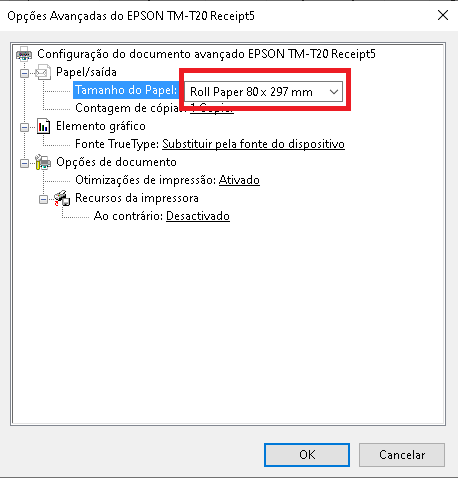 Opções Avançadas do EPSON TM-T20 Receipt5
Configuração do documento avançado EPSON TM-T20 Receipt5
Papel/saída
Tamanho do Papel: Roll Paper 80 x 297 mm
Contagem de cópia: 1 Copiar
Elemento gráfico
Fonte TrueType: Substituir pela fonte do dispositivo
Opções de documento
Otimizações de impressão: Ativado
Recursos da impressora
Ao contrário: Desactivado
OK Cancelar